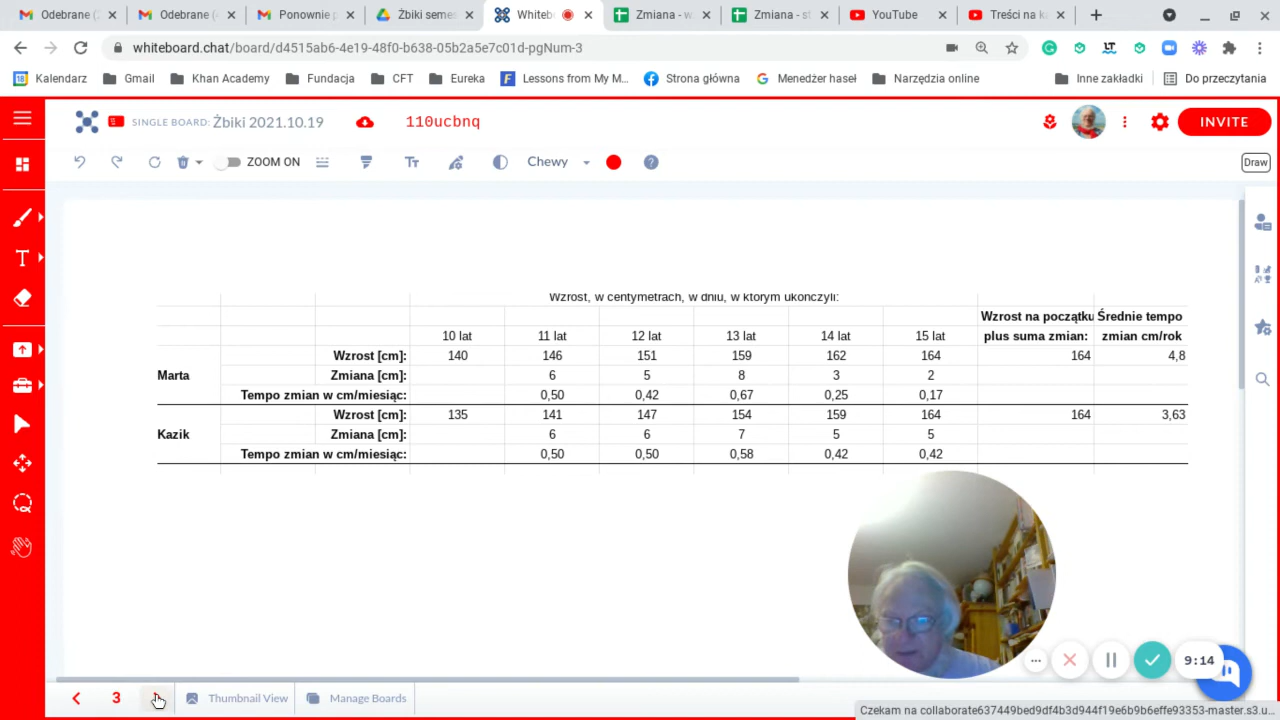 Odebrane (2
Odebrane (4
Ponownie p
Żbiki semes
Whiteb
Zmiana - w
Zmiana - st
YouTube
Treści na ka
whiteboard.chat/board/d4515ab6-4e19-48f0-b638-05b2a5e7c01d-pgNum-3
Kalendarz
Gmail
Khan Academy
Fundacja
CFT
Eureka
Lessons from My M...
Strona główna
Menedżer haseł
Narzędzia online
Inne zakładki
Do przeczytania
SINGLE BOARD: Żbiki 2021.10.19
110ucbnq
INVITE
ZOOM ON
Chewy
Draw
Wzrost, w centymetrach, w dniu, w którym ukończyli:
Wzrost na początku Średnie tempo
10 lat 11 lat 12 lat 13 lat 14 lat 15 lat plus suma zmian: zmian cm/rok
Wzrost [cm]: 140 146 151 159 162 164 164 4,8
Marta Zmiana [cm]: 6 5 8 3 2
Tempo zmian w cm/miesiąc: 0,50 0,42 0,67 0,25 0,17
Wzrost [cm]: 135 141 147 154 159 164 164 3,63
Kazik Zmiana [cm]: 6 6 7 5 5
Tempo zmian w cm/miesiąc: 0,50 0,50 0,58 0,42 0,42
9:14
3
Thumbnail View
Manage Boards
Czekam na collaborate637449bed9df4b3d944f19e6b9b6effe93353-master.s3.u...